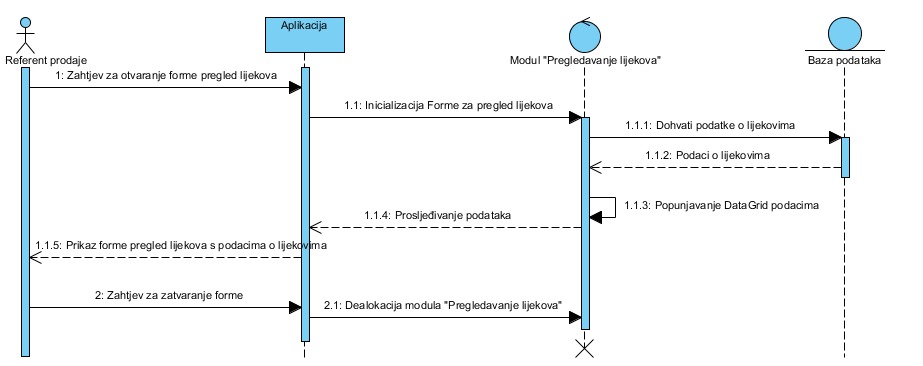 Aplikacija
Referent prodaje
Modul "Pregledavanje lijekova"
Baza podataka
1: Zahtjev za otvaranje forme pregled lijekova
1.1: Inicializacija Forme za pregled lijekova
1.1.1: Dohvati podatke o lijekovima
1.1.2: Podaci o lijekovima
1.1.3: Popunjavanje DataGrid podacima
1.1.4: Prosljeđivanje podataka
1.1.5: Prikaz forme pregled lijekova s podacima o lijekovima
2: Zahtjev za zatvaranje forme
2.1: Dealokacija modula "Pregledavanje lijekova"